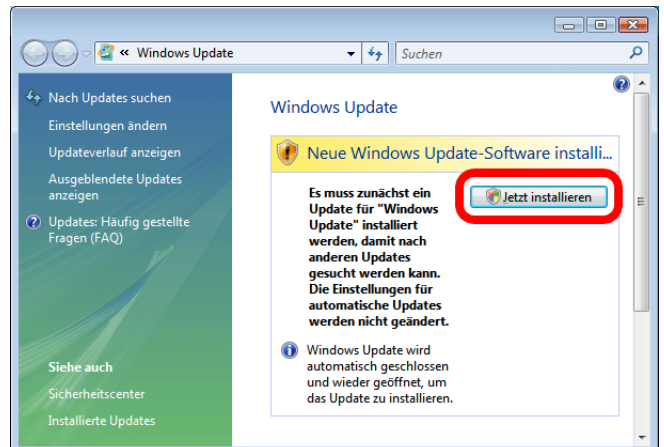 « Windows Update
Suchen
Nach Updates suchen
Einstellungen ändern
Updateverlauf anzeigen
Ausgeblendete Updates
anzeigen
Updates: Häufig gestellte
Fragen (FAQ)
Siehe auch
Sicherheitscenter
Installierte Updates
Windows Update
Neue Windows Update-Software installi...
Es muss zunächst ein
Update für "Windows
Update" installiert
werden, damit nach
anderen Updates
gesucht werden kann.
Die Einstellungen für
automatische Updates
werden nicht geändert.
Jetzt installieren
Windows Update wird
automatisch geschlossen
und wieder geöffnet, um
das Update zu installieren.